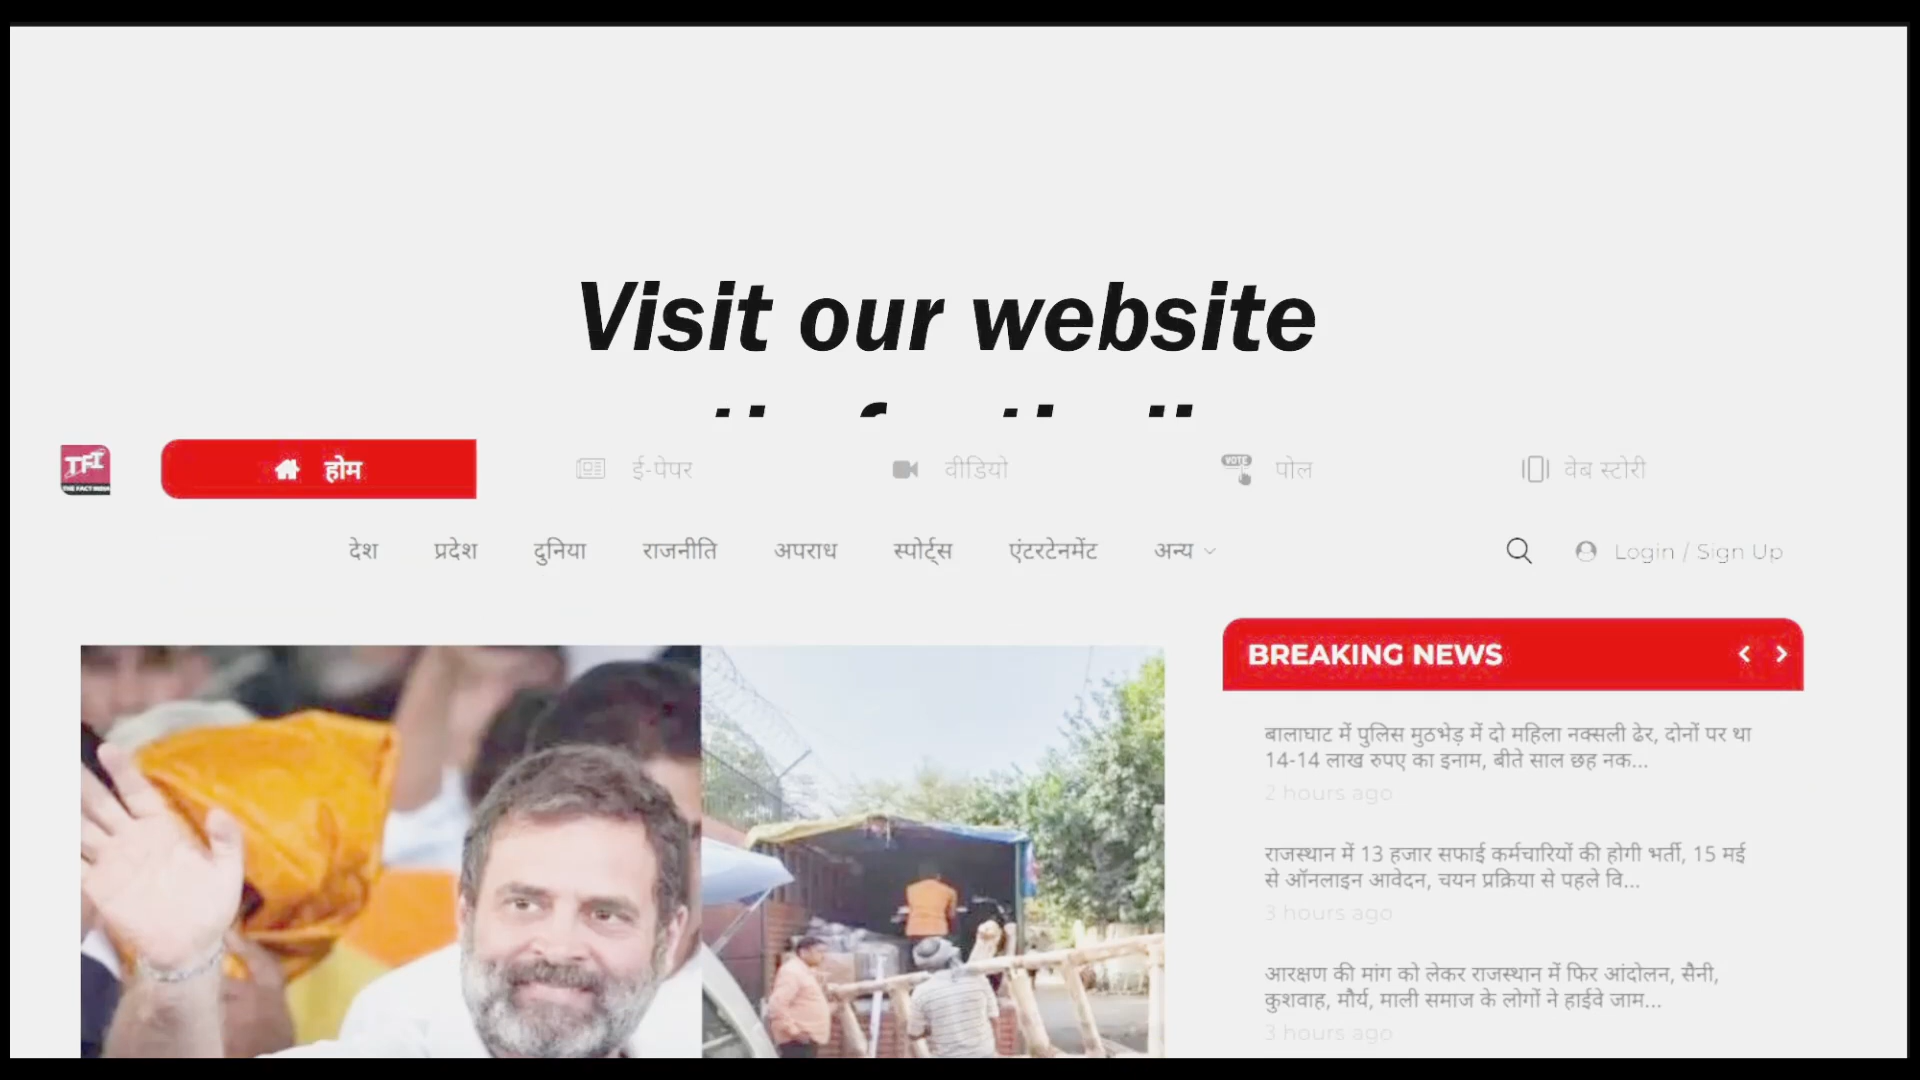 Visit our website
TFI
THE FACT INDIA
होम
ई-पेपर
वीडियो
VOTE
पोल
वेब स्टोरी
देश
प्रदेश
दुनिया
राजनीति
अपराध
स्पोर्ट्स
एंटरटेनमेंट
अन्य
Login / Sign Up
BREAKING NEWS
बालाघाट में पुलिस मुठभेड़ में दो महिला नक्सली ढेर, दोनों पर था
14-14 लाख रुपए का इनाम, बीते साल छह नक...
2 hours ago
राजस्थान में 13 हजार सफाई कर्मचारियों की होगी भर्ती, 15 मई
से ऑनलाइन आवेदन, चयन प्रक्रिया से पहले वि...
3 hours ago
आरक्षण की मांग को लेकर राजस्थान में फिर आंदोलन, सैनी,
कुशवाह, मौर्य, माली समाज के लोगों ने हाईवे जाम...
3 hours ago